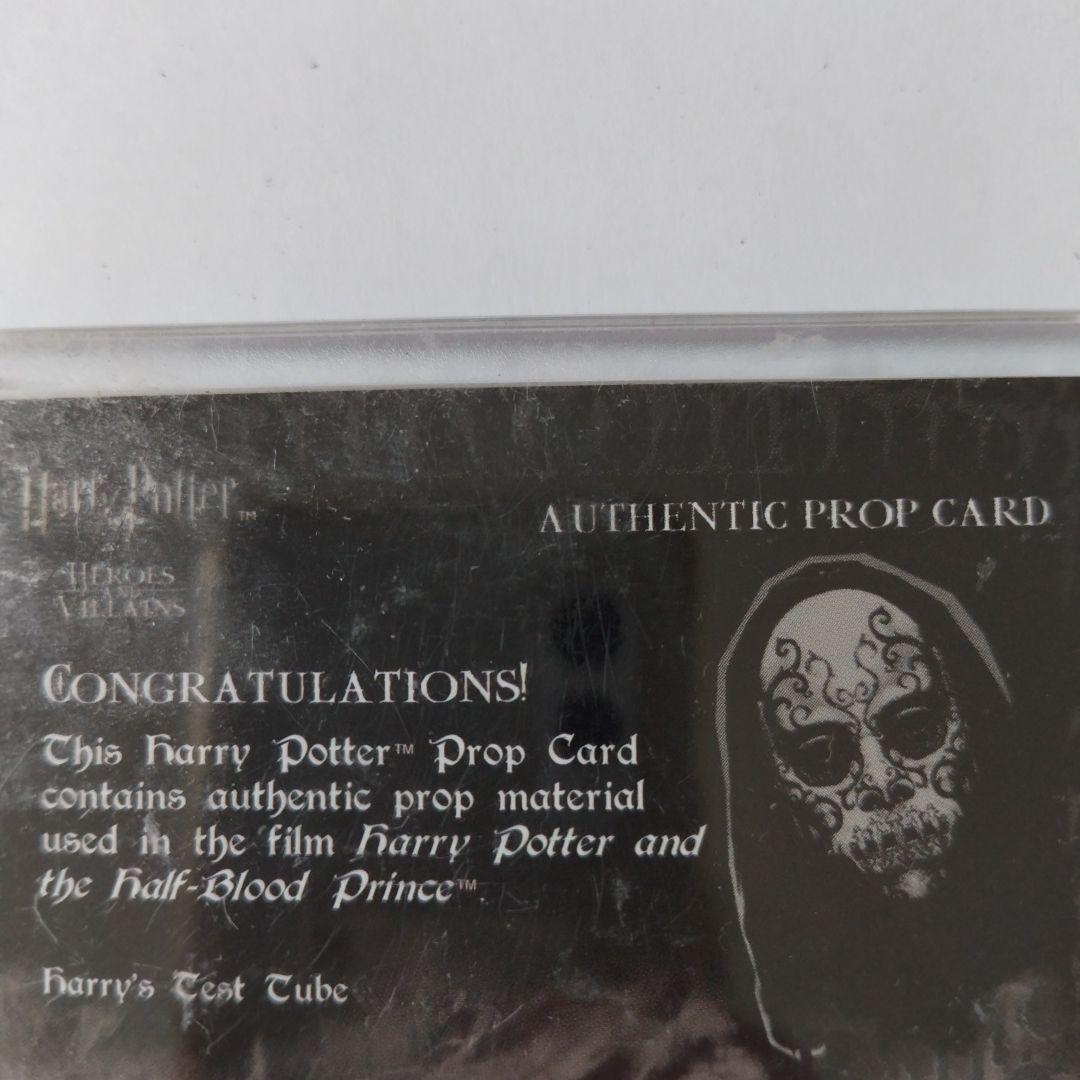 Harry Potter™
AUTHENTIC PROP CARD
HEROES
AND
VILLAINS
CONGRATULATIONS!
This Harry Potter™ Prop Card
contains authentic prop material
used in the film Harry Potter and
the Half-Blood Prince™
Harry's Test Tube